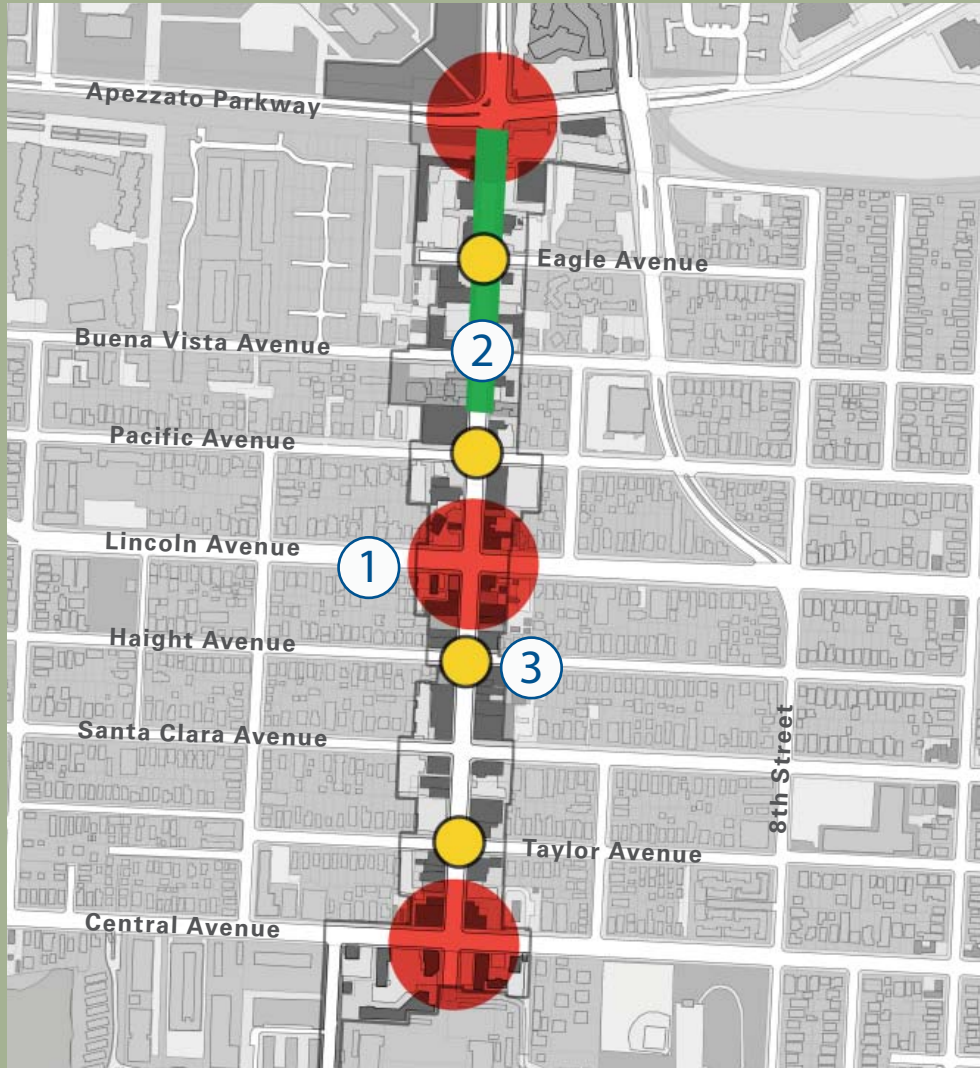 Apezzato Parkway
Eagle Avenue
Buena Vista Avenue
2
Pacific Avenue
Lincoln Avenue
1
Haight Avenue
3
Santa Clara Avenue
8th Street
Taylor Avenue
Central Avenue